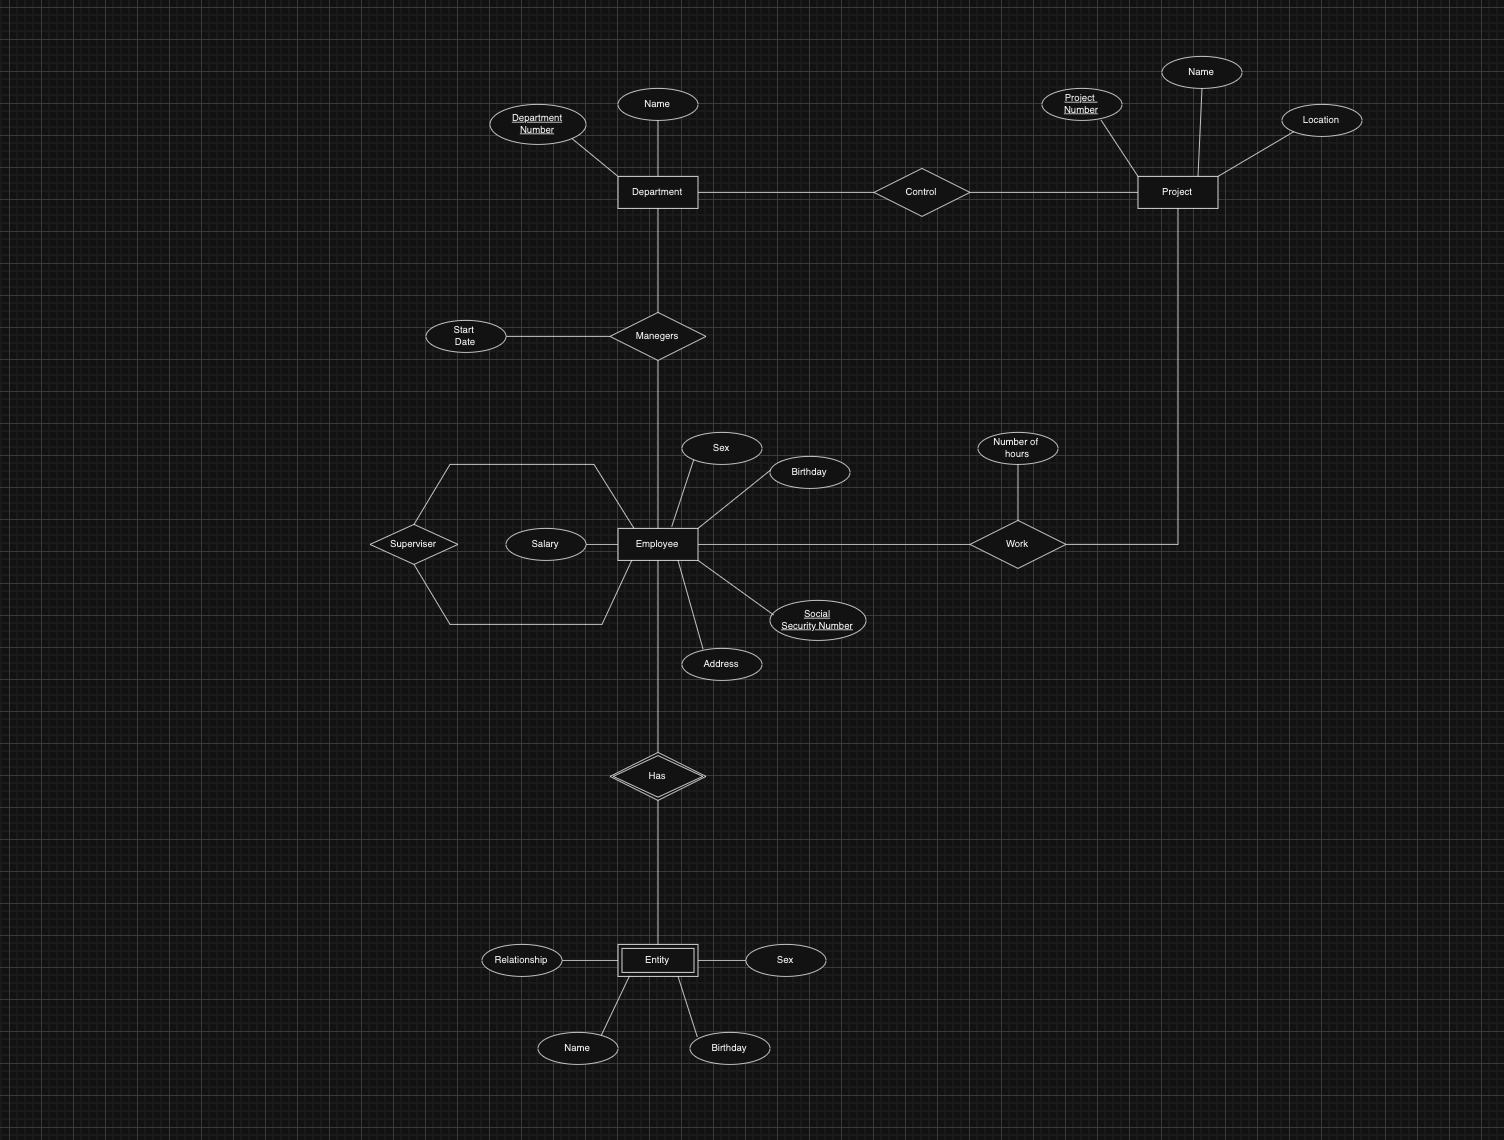 Name
Project
Number
Name
Department
Number
Location
Department
Control
Project
Start
Date
Manegers
Sex
Number of
hours
Birthday
Superviser
Salary
Employee
Work
Social
Security Number
Address
Has
Relationship
Entity
Sex
Name
Birthday